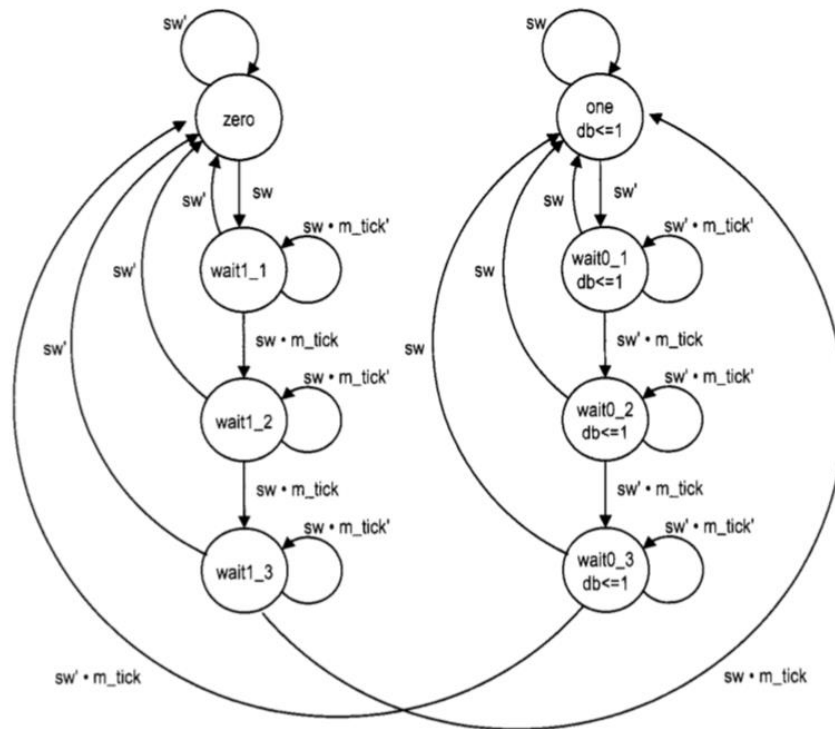 sw'
sw
zero
one
db<=1
sw'
sw
sw
sw'
sw • m_tick'
sw' • m_tick'
wait1_1
wait0_1
db<=1
sw'
sw
sw'
sw
sw • m_tick
sw' • m_tick
sw • m_tick'
sw' • m_tick'
wait1_2
wait0_2
db<=1
sw • m_tick
sw' • m_tick
sw • m_tick'
sw' • m_tick'
wait1_3
wait0_3
db<=1
sw' • m_tick
sw • m_tick